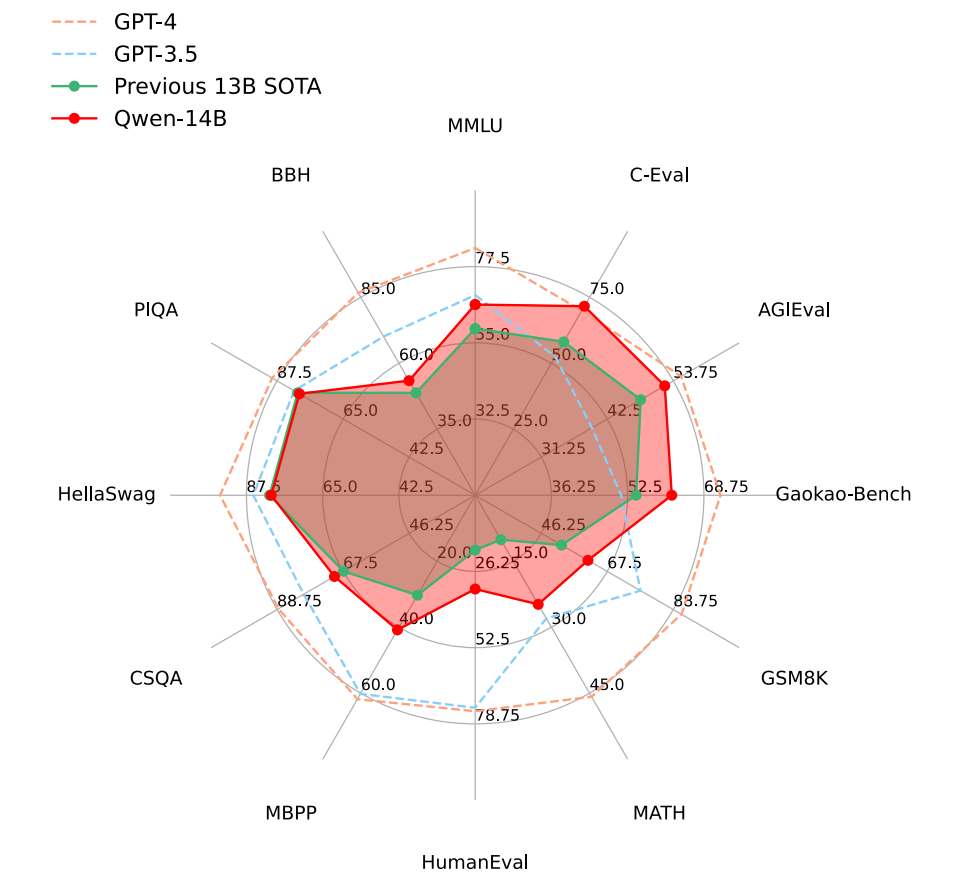 GPT-4
GPT-3.5
Previous 13B SOTA
Qwen-14B
MMLU
BBH
C-Eval
PIQA
AGIEval
HellaSwag
Gaokao-Bench
CSQA
GSM8K
MBPP
MATH
HumanEval
77.5
85.0
75.0
55.0
60.0
50.0
87.5
53.75
65.0
32.5
42.5
35.0
25.0
42.5
31.25
87.5
65.0
42.5
36.25
52.5
68.75
46.25
46.25
20.0
15.0
67.5
26.25
67.5
88.75
83.75
40.0
30.0
52.5
60.0
45.0
78.75